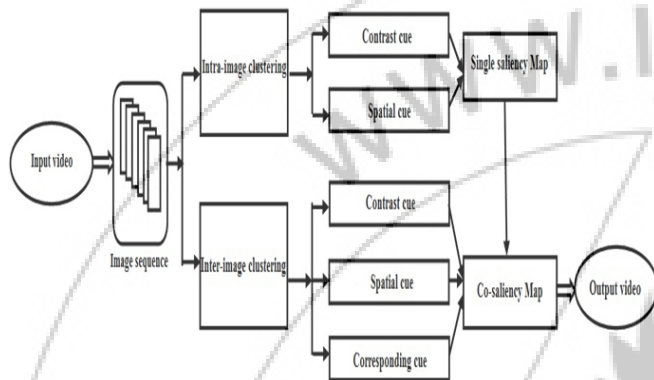 Input video
Image sequence
Intra-image clustering
Contrast cue
Spatial cue
Single saliency Map
Inter-image clustering
Contrast cue
Spatial cue
Corresponding cue
Co-saliency Map
Output video